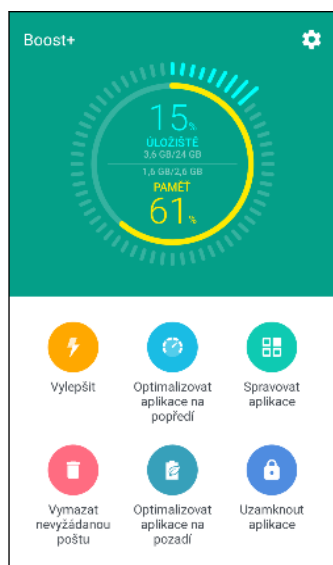 Boost+
15%
ÚLOŽIŠTĚ
3,6 GB/24 GB
1,6 GB/2,6 GB
PAMĚŤ
61%
Vylepšit
Optimalizovat
aplikace na
popředí
Spravovat
aplikace
Vymazat
nevyžádanou
poštu
Optimalizovat
aplikace na
pozadí
Uzamknout
aplikace